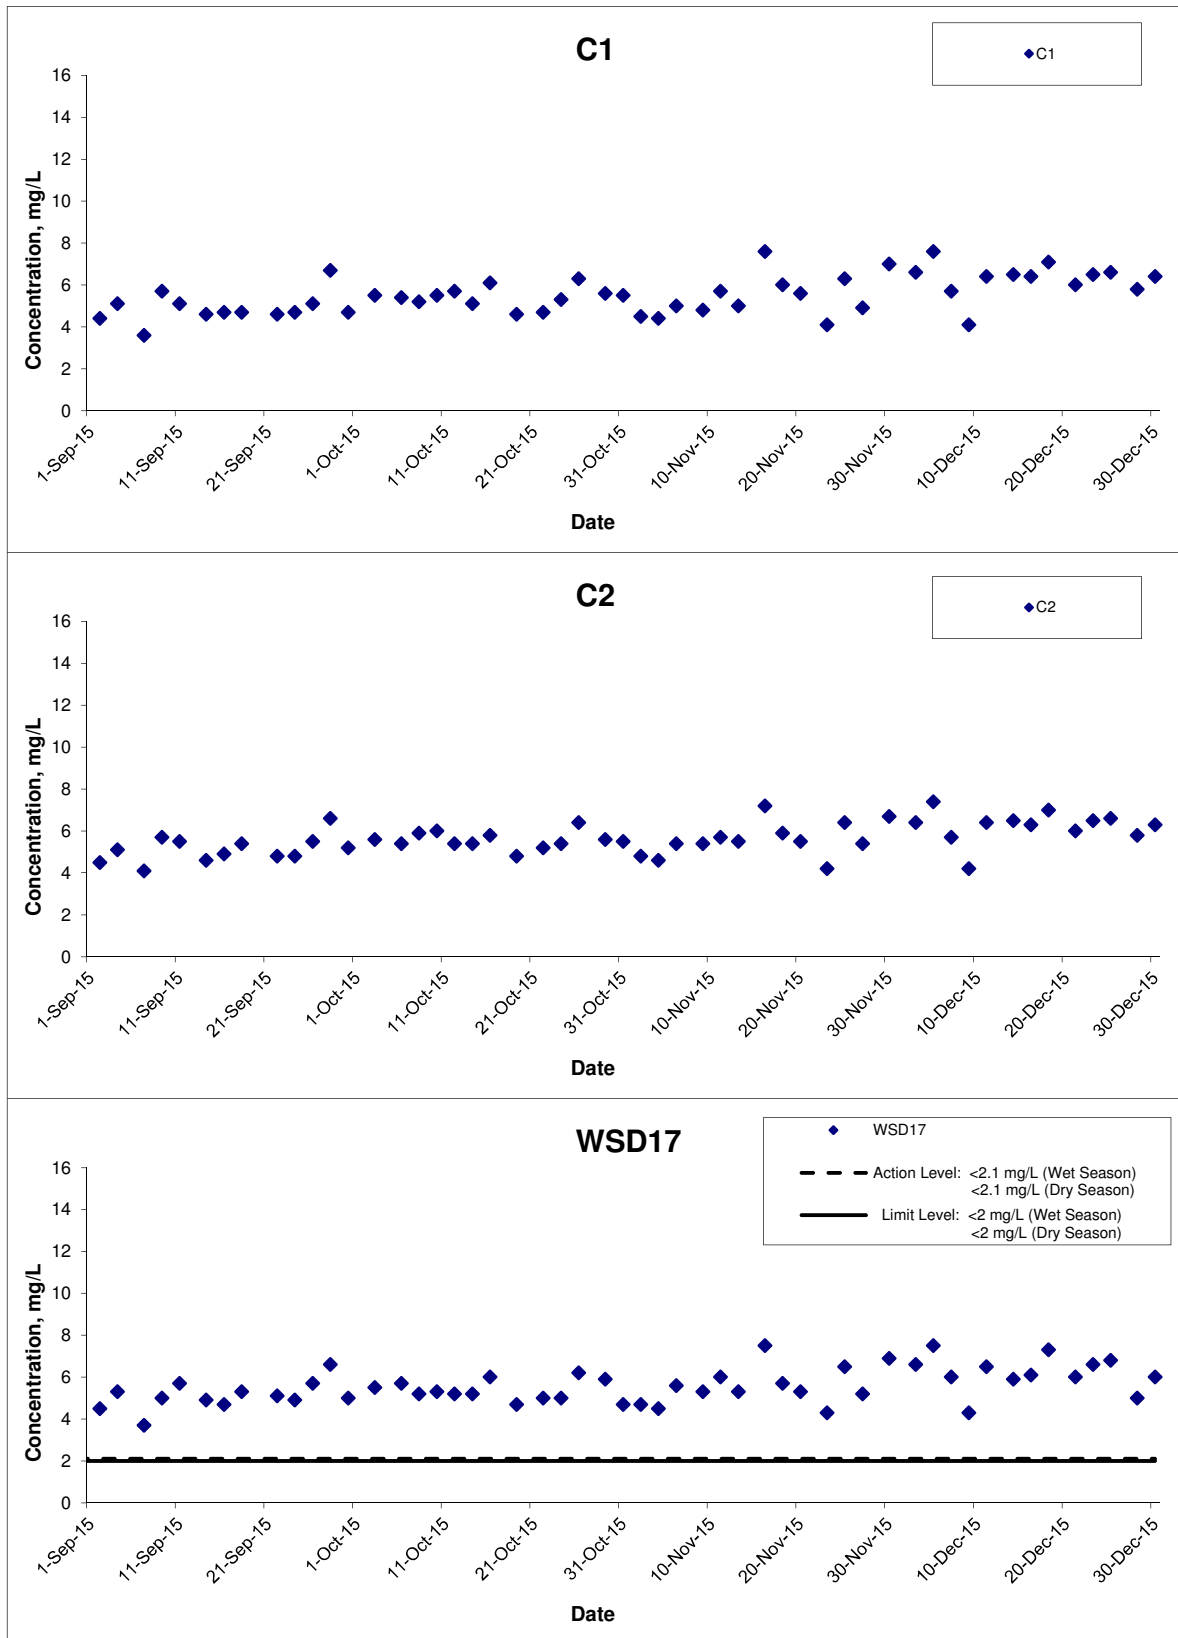 C1
C1
16
14
12
10
8
6
4
2
0
Concentration, mg/L
1-Sep-15
11-Sep-15
21-Sep-15
1-Oct-15
11-Oct-15
21-Oct-15
31-Oct-15
10-Nov-15
20-Nov-15
30-Nov-15
10-Dec-15
20-Dec-15
30-Dec-15
Date
C2
C2
16
14
12
10
8
6
4
2
0
Concentration, mg/L
1-Sep-15
11-Sep-15
21-Sep-15
1-Oct-15
11-Oct-15
21-Oct-15
31-Oct-15
10-Nov-15
20-Nov-15
30-Nov-15
10-Dec-15
20-Dec-15
30-Dec-15
Date
WSD17
WSD17
Action Level: <2.1 mg/L (Wet Season)
<2.1 mg/L (Dry Season)
Limit Level: <2 mg/L (Wet Season)
<2 mg/L (Dry Season)
16
14
12
10
8
6
4
2
0
Concentration, mg/L
1-Sep-15
11-Sep-15
21-Sep-15
1-Oct-15
11-Oct-15
21-Oct-15
31-Oct-15
10-Nov-15
20-Nov-15
30-Nov-15
10-Dec-15
20-Dec-15
30-Dec-15
Date